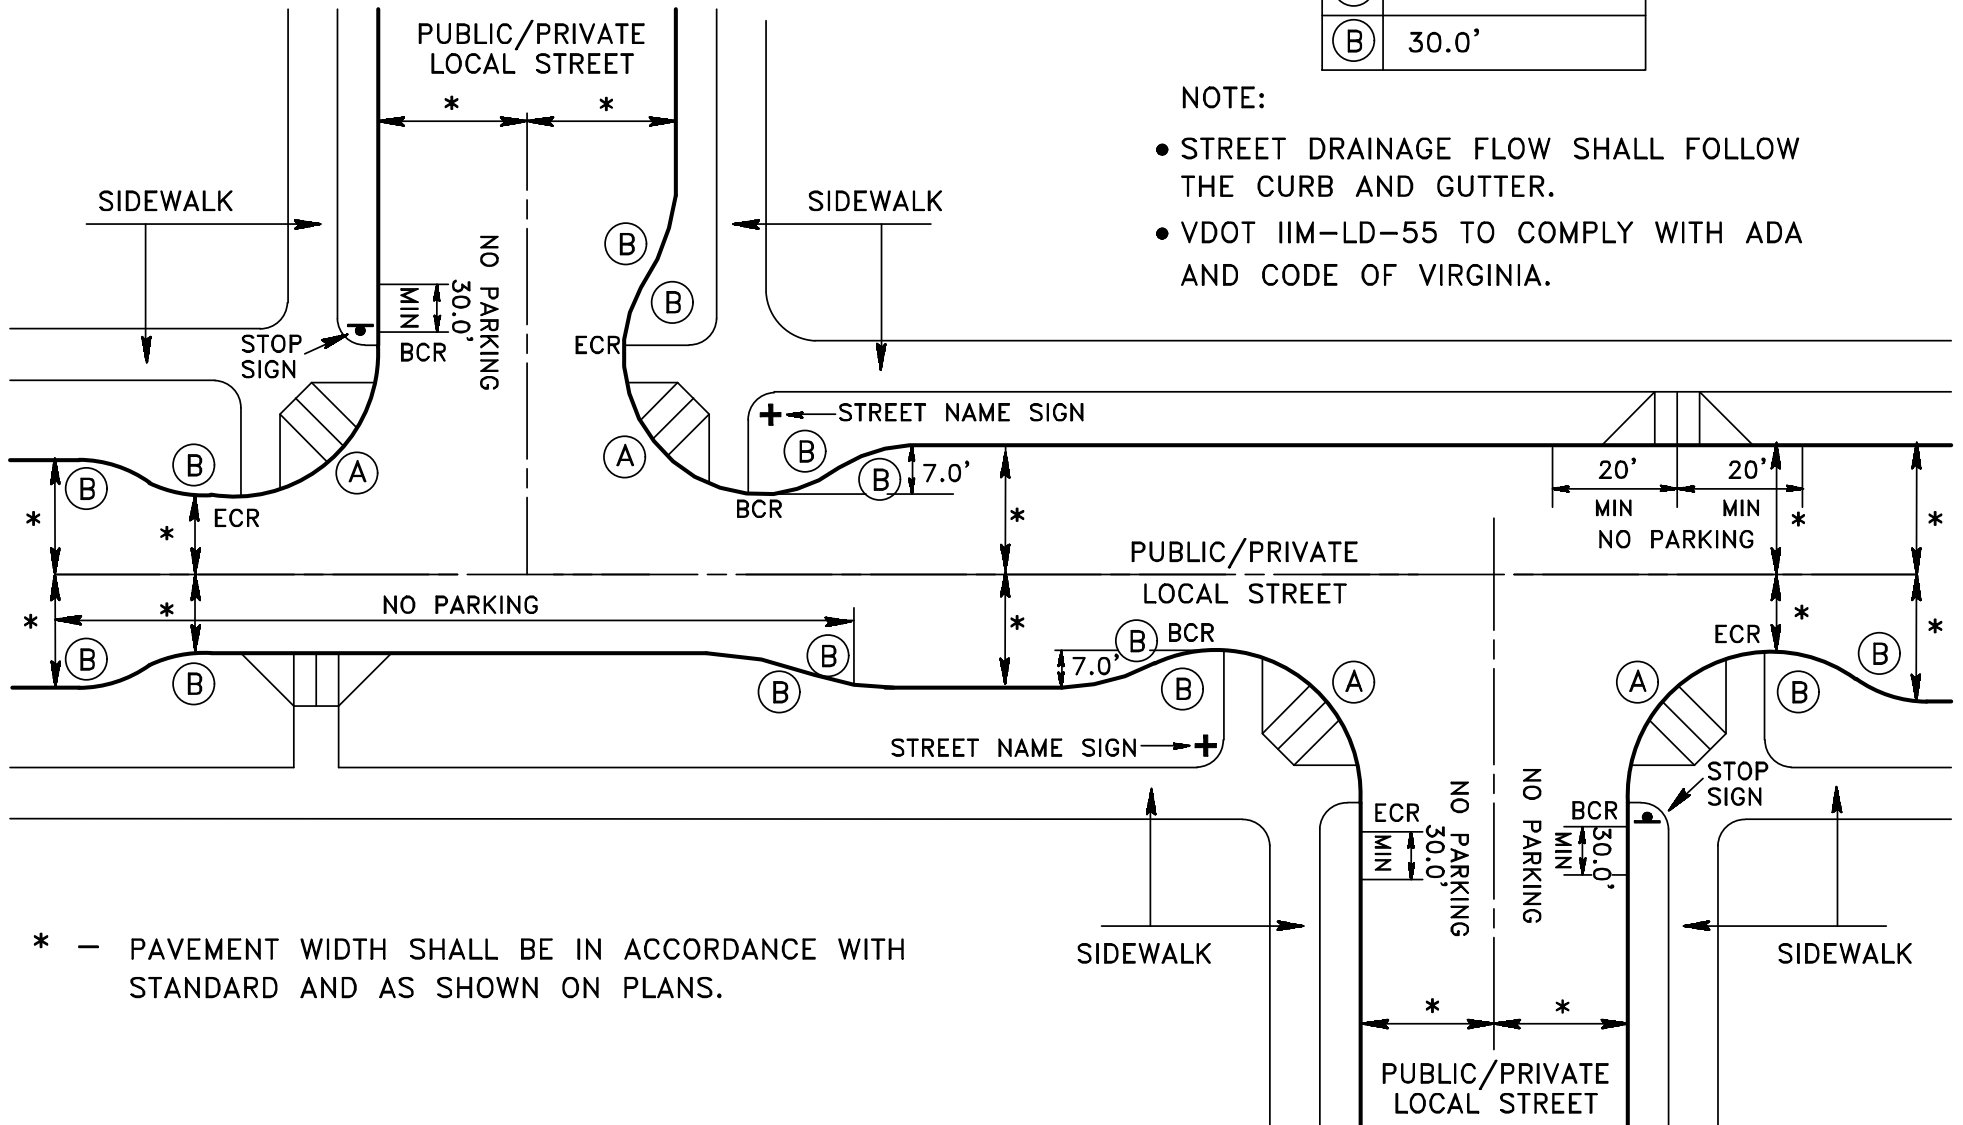 PUBLIC/PRIVATE
LOCAL STREET
*
*
B
30.0'
NOTE:
● STREET DRAINAGE FLOW SHALL FOLLOW
THE CURB AND GUTTER.
● VDOT IIM-LD-55 TO COMPLY WITH ADA
AND CODE OF VIRGINIA.
SIDEWALK
SIDEWALK
NO PARKING
30.0'
MIN
B
B
STOP
SIGN
BCR
ECR
STREET NAME SIGN
B
B
A
A
B
B
7.0'
ECR
BCR
*
*
*
20'
20'
MIN
MIN
NO PARKING
*
*
PUBLIC/PRIVATE
LOCAL STREET
NO PARKING
*
*
*
*
*
B
B
B
B
B
BCR
7.0'
B
A
ECR
A
B
B
STREET NAME SIGN
STOP
SIGN
ECR
30.0'
MIN
NO PARKING
NO PARKING
BCR
30.0'
MIN
SIDEWALK
SIDEWALK
* – PAVEMENT WIDTH SHALL BE IN ACCORDANCE WITH
STANDARD AND AS SHOWN ON PLANS.
*
*
PUBLIC/PRIVATE
LOCAL STREET